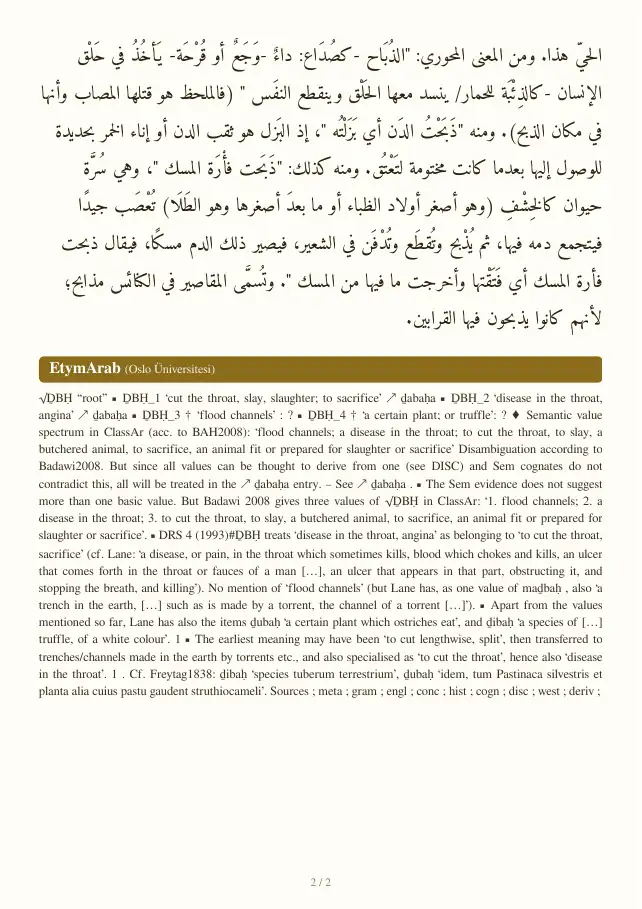 الحيّ هذا. ومن المعنى المحوري: "الذُبَاح -كصُدَاع: داءٌ -وَجَعٌ أو قُرْحَة- يَأخُذُ في حَلْق
الإنسان -كالذِئْبَة للحمار/ ينسد معها الحَلْق وينقطع النفَس " (فالملحظ هو قتلها المصاب وأنها
في مكان الذبح). ومنه "ذَبَحْتُ الدَن أي بَزَلْتُه "، إذ البَزل هو ثقب الدن أو إناء الخمر بحديدة
للوصول إليها بعدما كانت مختومة لتَعْتُق. ومنه كذلك: "ذَبَحَت فأْرَة المسك "، وهي سُرَّة
حيوان كالخِشْفِ (وهو أصغر أولاد الظباء أو ما بعدَ أصغرها وهو الطَلَا) تُعْصَب جيدًا
فيتجمع دمه فيها، ثم يُذْبح وتُقطَع وتُدْفَن في الشعير، فيصير ذلك الدم مسكًا، فيقال ذبحت
فأرة المسك أي فَتَقْتها وأخرجت ما فيها من المسك ". وتُسمَّى المقاصير في الكنائس مذابح؛
لأنهم كانوا يذبحون فيها القرابين.
EtymArab (Oslo Üniversitesi)
√ḎBḤ “root” ▪ ḎBḤ_1 ‘cut the throat, slay, slaughter; to sacrifice’ ↗ ḏabaḥa ▪ ḎBḤ_2 ‘disease in the throat,
angina’ ↗ ḏabaḥa ▪ ḎBḤ_3 † ‘flood channels’ : ? ▪ ḎBḤ_4 † ‘a certain plant; or truffle’: ? ♦ Semantic value
spectrum in ClassAr (acc. to BAH2008): ‘flood channels; a disease in the throat; to cut the throat, to slay, a
butchered animal, to sacrifice, an animal fit or prepared for slaughter or sacrifice’ Disambiguation according to
Badawi2008. But since all values can be thought to derive from one (see DISC) and Sem cognates do not
contradict this, all will be treated in the ↗ ḏabaḥa entry. – See ↗ ḏabaḥa . ▪ The Sem evidence does not suggest
more than one basic value. But Badawi 2008 gives three values of √ḎBḤ in ClassAr: ‘1. flood channels; 2. a
disease in the throat; 3. to cut the throat, to slay, a butchered animal, to sacrifice, an animal fit or prepared for
slaughter or sacrifice’. ▪ DRS 4 (1993)#ḎBḤ treats ‘disease in the throat, angina’ as belonging to ‘to cut the throat,
sacrifice’ (cf. Lane: ‘a disease, or pain, in the throat which sometimes kills, blood which chokes and kills, an ulcer
that comes forth in the throat or fauces of a man […], an ulcer that appears in that part, obstructing it, and
stopping the breath, and killing’). No mention of ‘flood channels’ (but Lane has, as one value of maḏbaḥ , also ‘a
trench in the earth, […] such as is made by a torrent, the channel of a torrent […]’). ▪ Apart from the values
mentioned so far, Lane has also the items ḏubaḥ ‘a certain plant which ostriches eat’, and ḏibaḥ ‘a species of […]
truffle, of a white colour’. 1 ▪ The earliest meaning may have been ‘to cut lengthwise, split’, then transferred to
trenches/channels made in the earth by torrents etc., and also specialised as ‘to cut the throat’, hence also ‘disease
in the throat’. 1 . Cf. Freytag1838: ḏibaḥ ‘species tuberum terrestrium’, ḏubaḥ ‘idem, tum Pastinaca silvestris et
planta alia cuius pastu gaudent struthiocameli’. Sources ; meta ; gram ; engl ; conc ; hist ; cogn ; disc ; west ; deriv ;
2 / 2